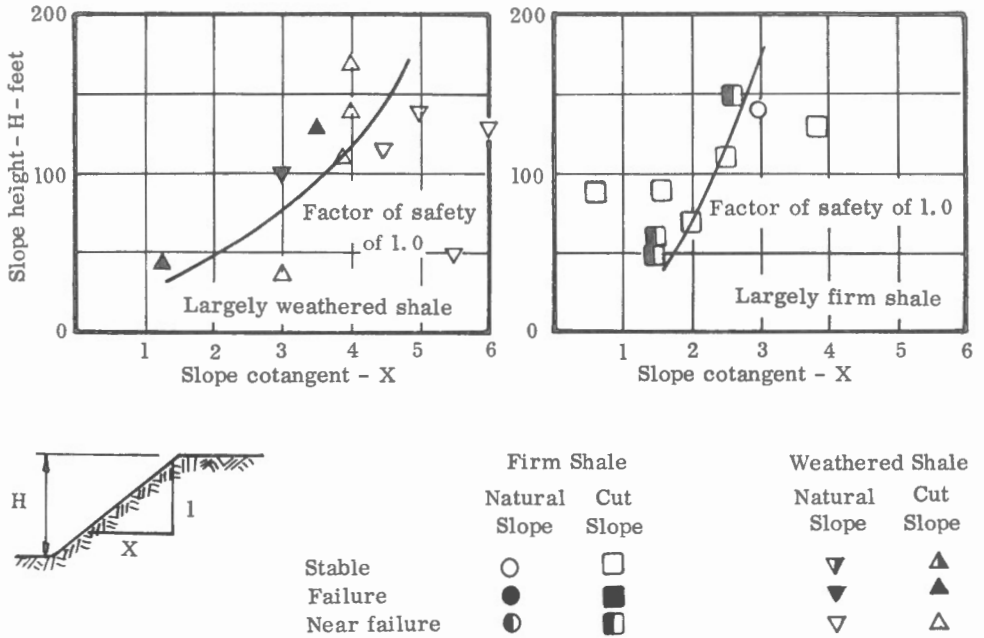 200
100
0
Slope height – H – feet
Factor of safety
of 1.0
Largely weathered shale
1 2 3 4 5 6
Slope cotangent – X
200
100
0
Factor of safety of 1.0
Largely firm shale
1 2 3 4 5 6
Slope cotangent – X
H
1
X
Firm Shale
Natural Slope
Cut Slope
Weathered Shale
Natural Slope
Cut Slope
Stable
Failure
Near failure